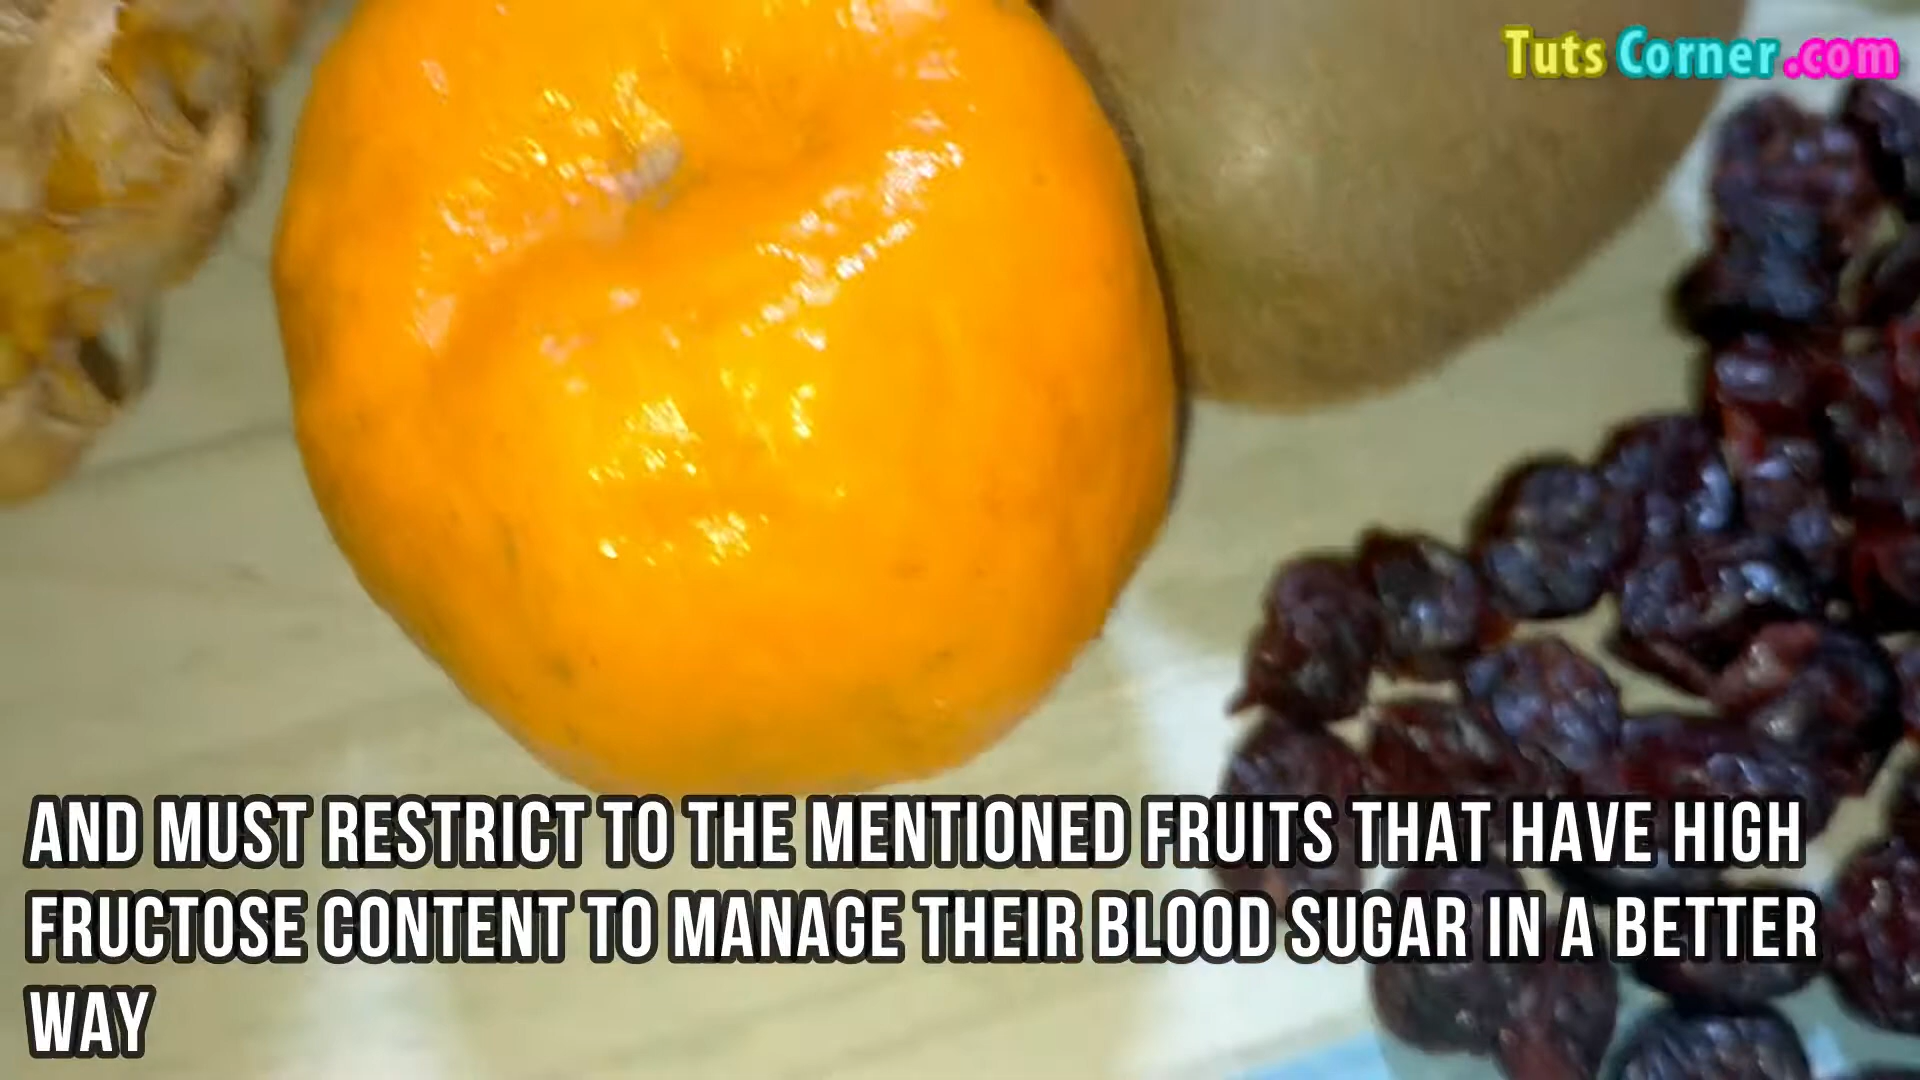 Tuts Corner.com
AND MUST RESTRICT TO THE MENTIONED FRUITS THAT HAVE HIGH
FRUCTOSE CONTENT TO MANAGE THEIR BLOOD SUGAR IN A BETTER
WAY